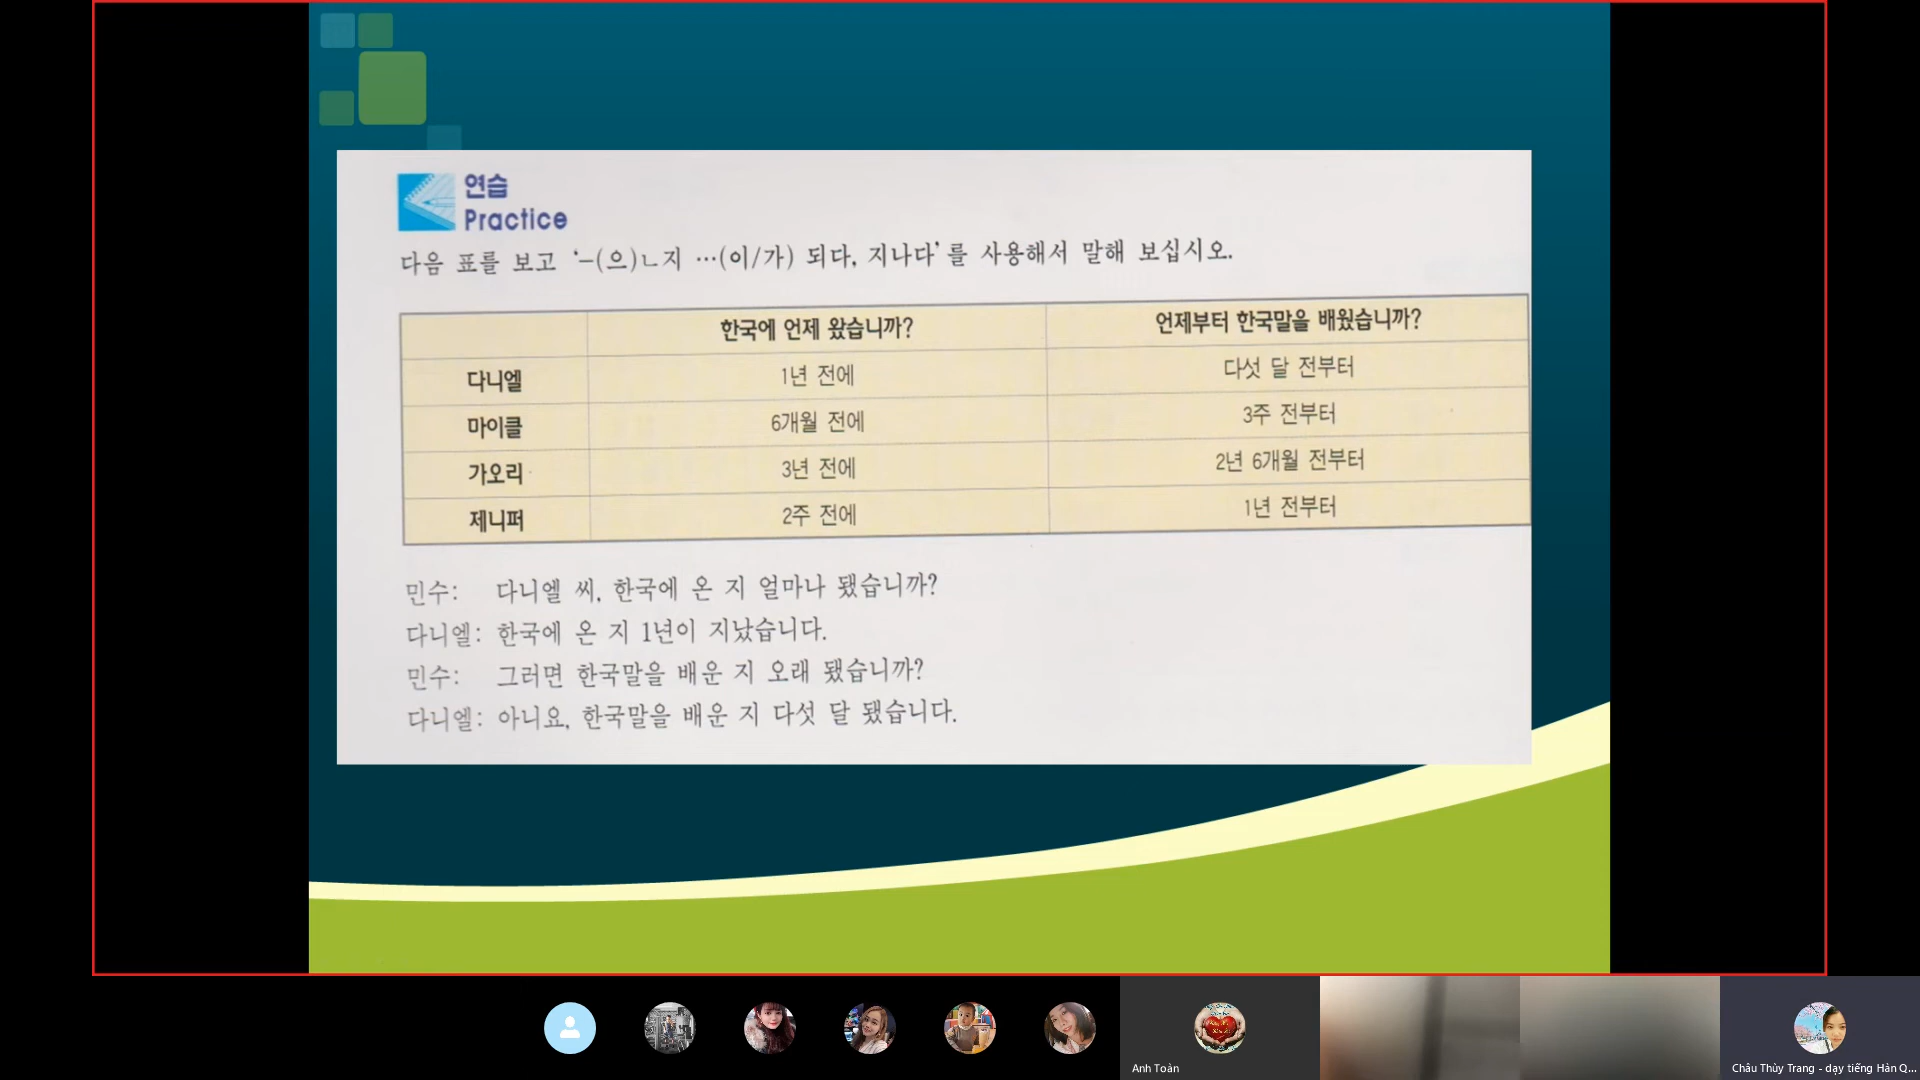 연습
Practice
다음 표를 보고 ‘-(으)ㄴ지 …(이/가) 되다, 지나다’를 사용해서 말해 보십시오.
한국에 언제 왔습니까? 언제부터 한국말을 배웠습니까?
다니엘 1년 전에 다섯 달 전부터
마이클 6개월 전에 3주 전부터
가오리 3년 전에 2년 6개월 전부터
제니퍼 2주 전에 1년 전부터
민수: 다니엘 씨, 한국에 온 지 얼마나 됐습니까?
다니엘: 한국에 온 지 1년이 지났습니다.
민수: 그러면 한국말을 배운 지 오래 됐습니까?
다니엘: 아니요, 한국말을 배운 지 다섯 달 됐습니다.
Anh Toàn
Châu Thùy Trang - dạy tiếng Hàn Q...